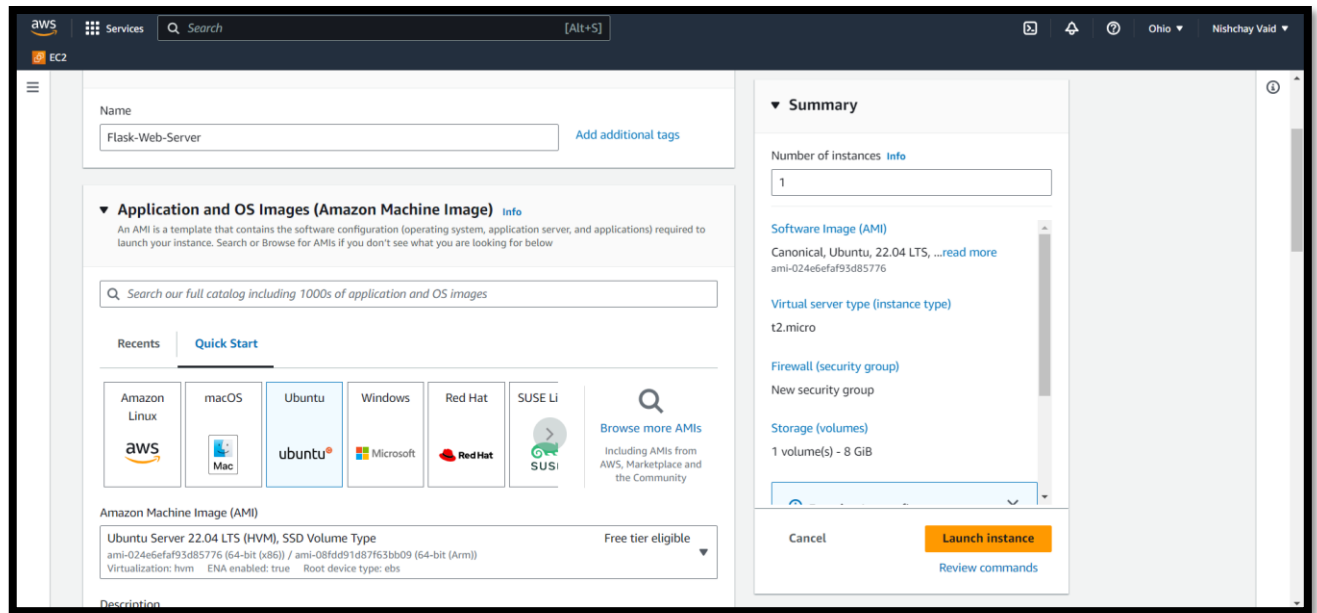 aws
Services
Search
[Alt+S]
Ohio
Nishchay Vaid
EC2
Name
Flask-Web-Server
Add additional tags
Application and OS Images (Amazon Machine Image) Info
An AMI is a template that contains the software configuration (operating system, application server, and applications) required to
launch your instance. Search or Browse for AMIs if you don't see what you are looking for below
Search our full catalog including 1000s of application and OS images
Recents
Quick Start
Amazon
Linux
aws
macOS
Mac
Ubuntu
ubuntu
Windows
Microsoft
Red Hat
Red Hat
SUSE Li
SUS
Browse more AMIs
Including AMIs from
AWS, Marketplace and
the Community
Amazon Machine Image (AMI)
Ubuntu Server 22.04 LTS (HVM), SSD Volume Type
Free tier eligible
ami-024e6efaf93d85776 (64-bit (x86)) / ami-08fdd91d87f63bb09 (64-bit (Arm))
Virtualization: hvm ENA enabled: true Root device type: ebs
Description
Summary
Number of instances Info
1
Software Image (AMI)
Canonical, Ubuntu, 22.04 LTS, ...read more
ami-024e6efaf93d85776
Virtual server type (instance type)
t2.micro
Firewall (security group)
New security group
Storage (volumes)
1 volume(s) - 8 GiB
Cancel
Launch instance
Review commands